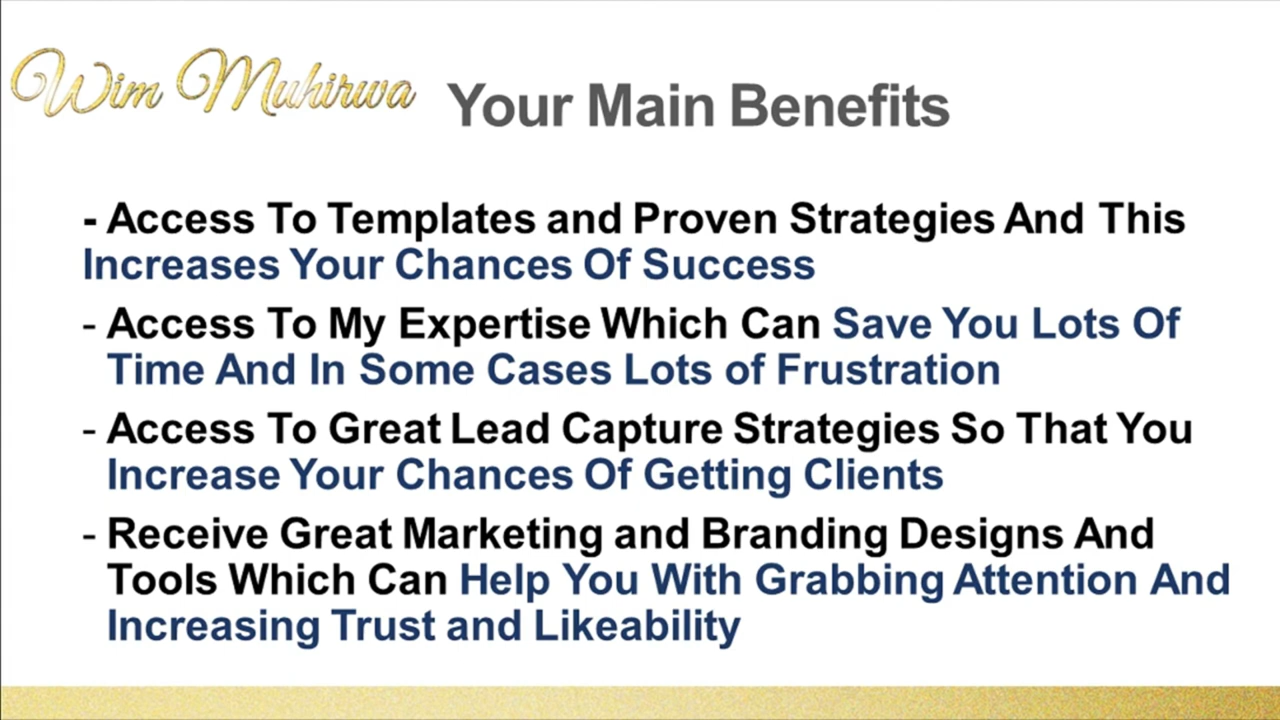 Wim Muhirwa
Your Main Benefits
- Access To Templates and Proven Strategies And This
Increases Your Chances Of Success
- Access To My Expertise Which Can Save You Lots Of
Time And In Some Cases Lots of Frustration
- Access To Great Lead Capture Strategies So That You
Increase Your Chances Of Getting Clients
- Receive Great Marketing and Branding Designs And
Tools Which Can Help You With Grabbing Attention And
Increasing Trust and Likeability